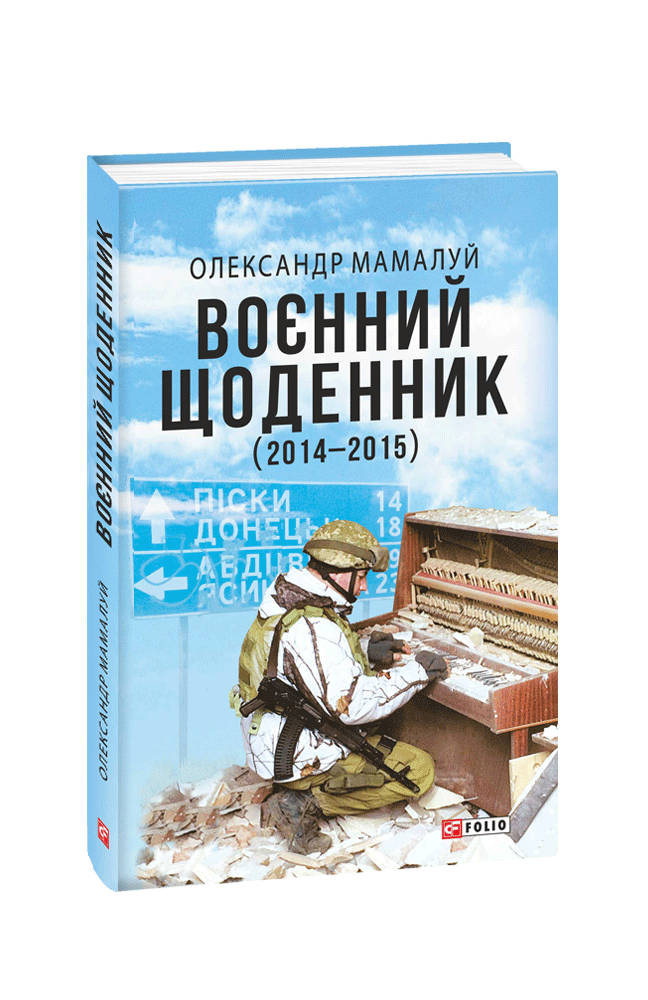 ОЛЕКСАНДР МАМАЛУЙ
ВОЄННИЙ
ЩОДЕННИК
(2014–2015)
ПІСКИ 14
18
FOLIO
ВОЄННИЙ ЩОДЕННИК
ОЛЕКСАНДР МАМАЛУЙ